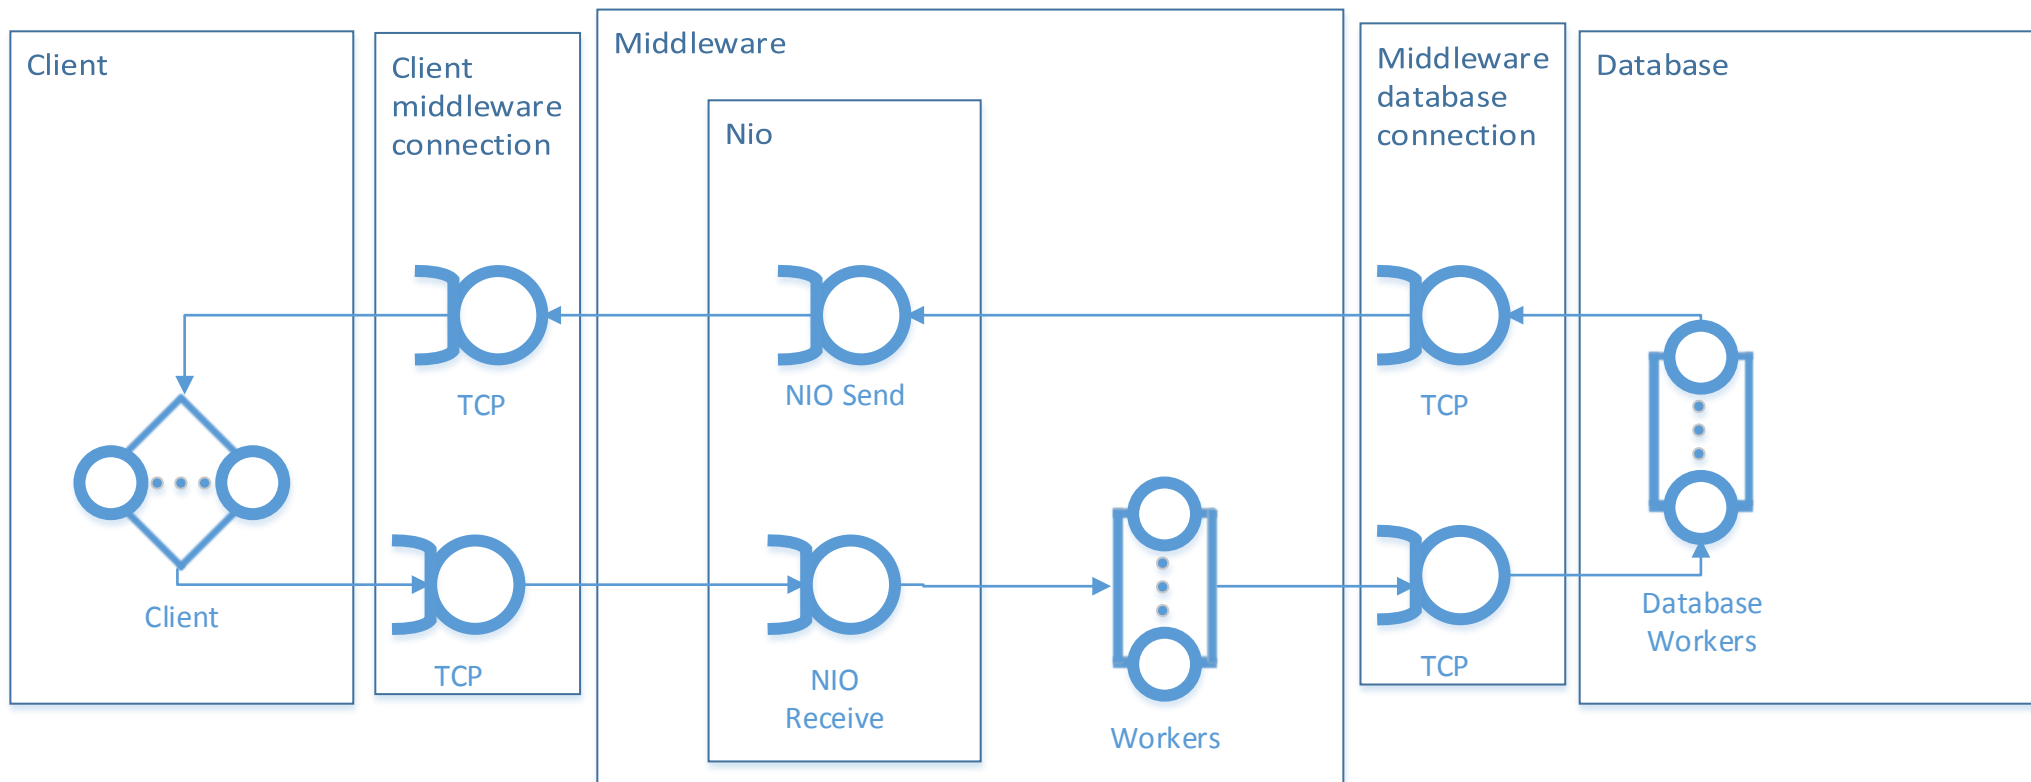 Client
Client
middleware
connection
Middleware
Nio
Middleware
database
connection
Database
TCP
NIO Send
TCP
Client
TCP
NIO
Receive
Workers
TCP
Database
Workers